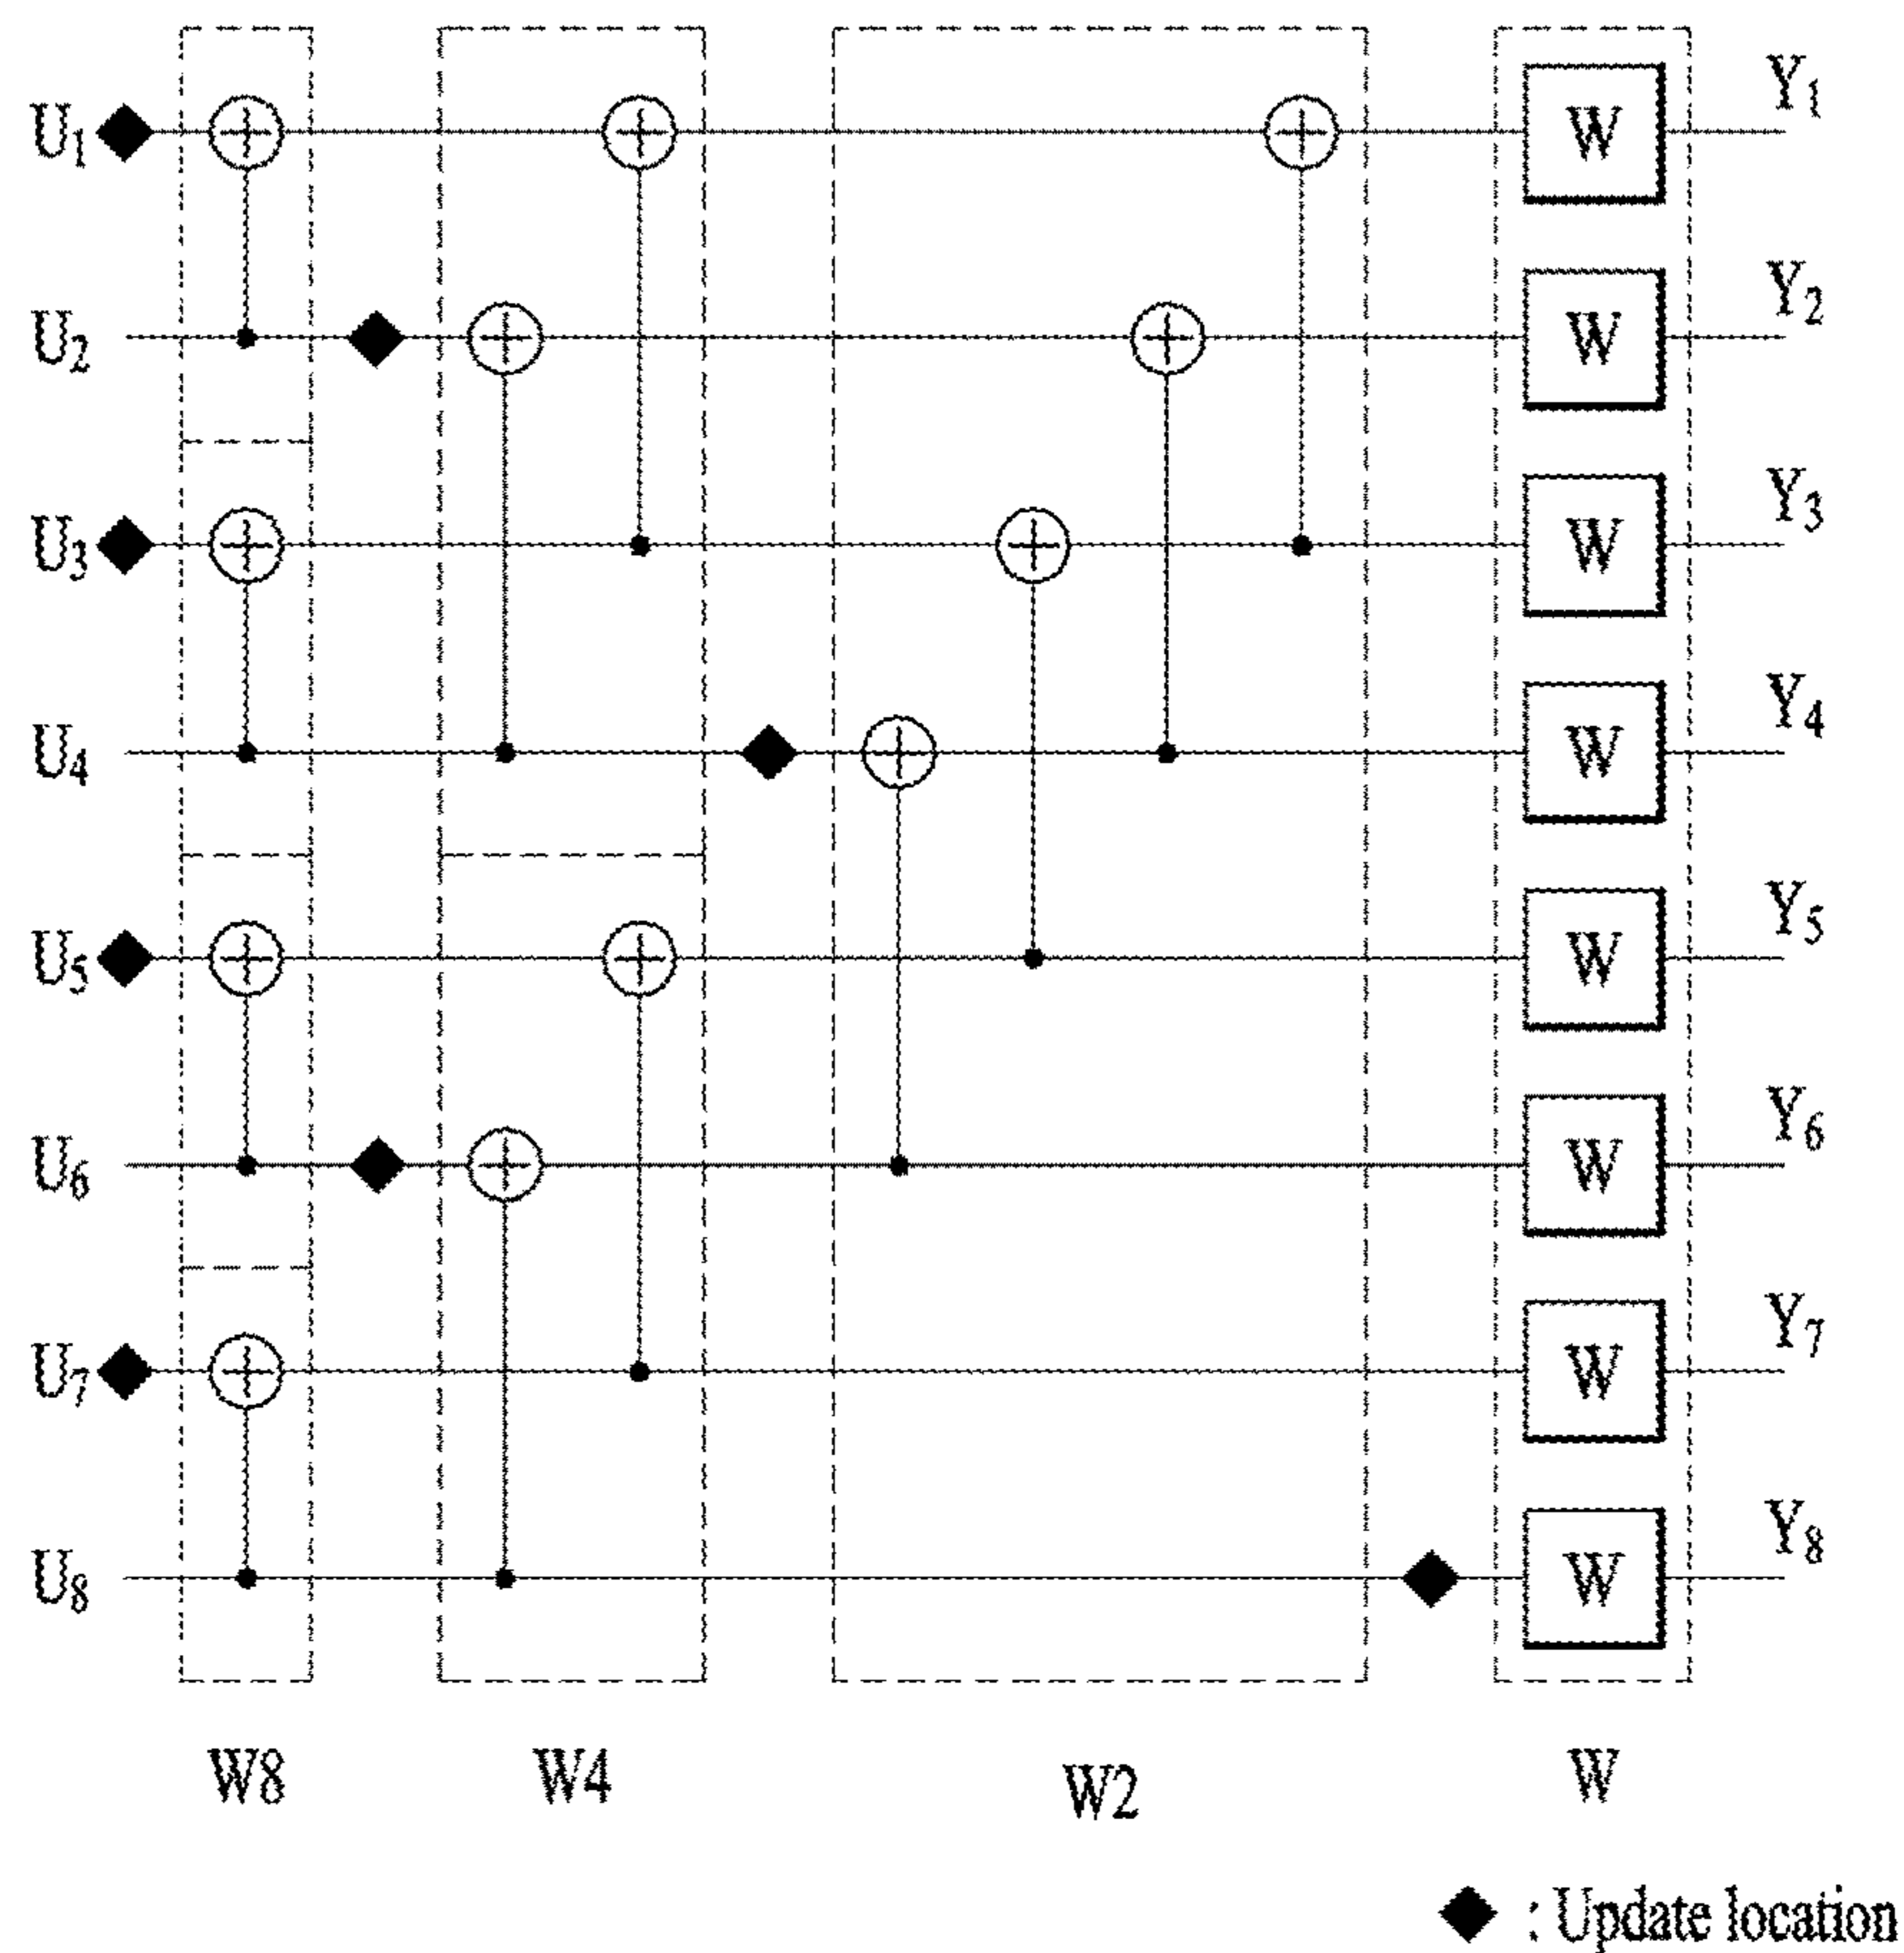 U1 W Y1
U2 W Y2
U3 W Y3
U4 W Y4
U5 W Y5
U6 W Y6
U7 W Y7
U8 W Y8
W8 W4 W2 W
: Update location